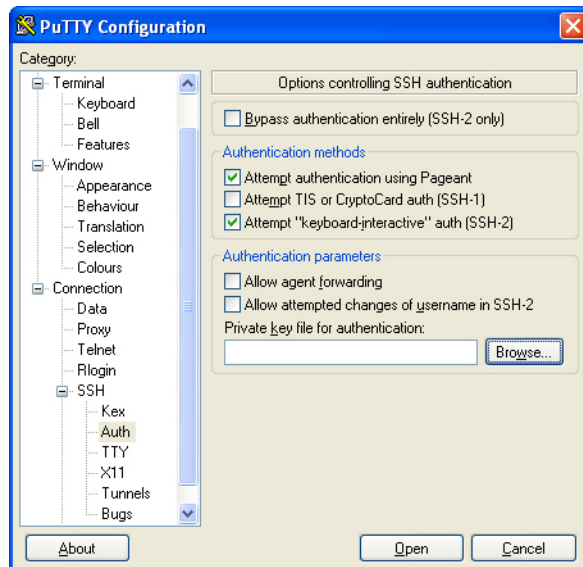 PuTTY Configuration
Category:
Terminal
Keyboard
Bell
Features
Window
Appearance
Behaviour
Translation
Selection
Colours
Connection
Data
Proxy
Telnet
Rlogin
SSH
Kex
Auth
TTY
X11
Tunnels
Bugs
Options controlling SSH authentication
Bypass authentication entirely (SSH-2 only)
Authentication methods
Attempt authentication using Pageant
Attempt TIS or CryptoCard auth (SSH-1)
Attempt "keyboard-interactive" auth (SSH-2)
Authentication parameters
Allow agent forwarding
Allow attempted changes of username in SSH-2
Private key file for authentication:
Browse...
About
Open
Cancel